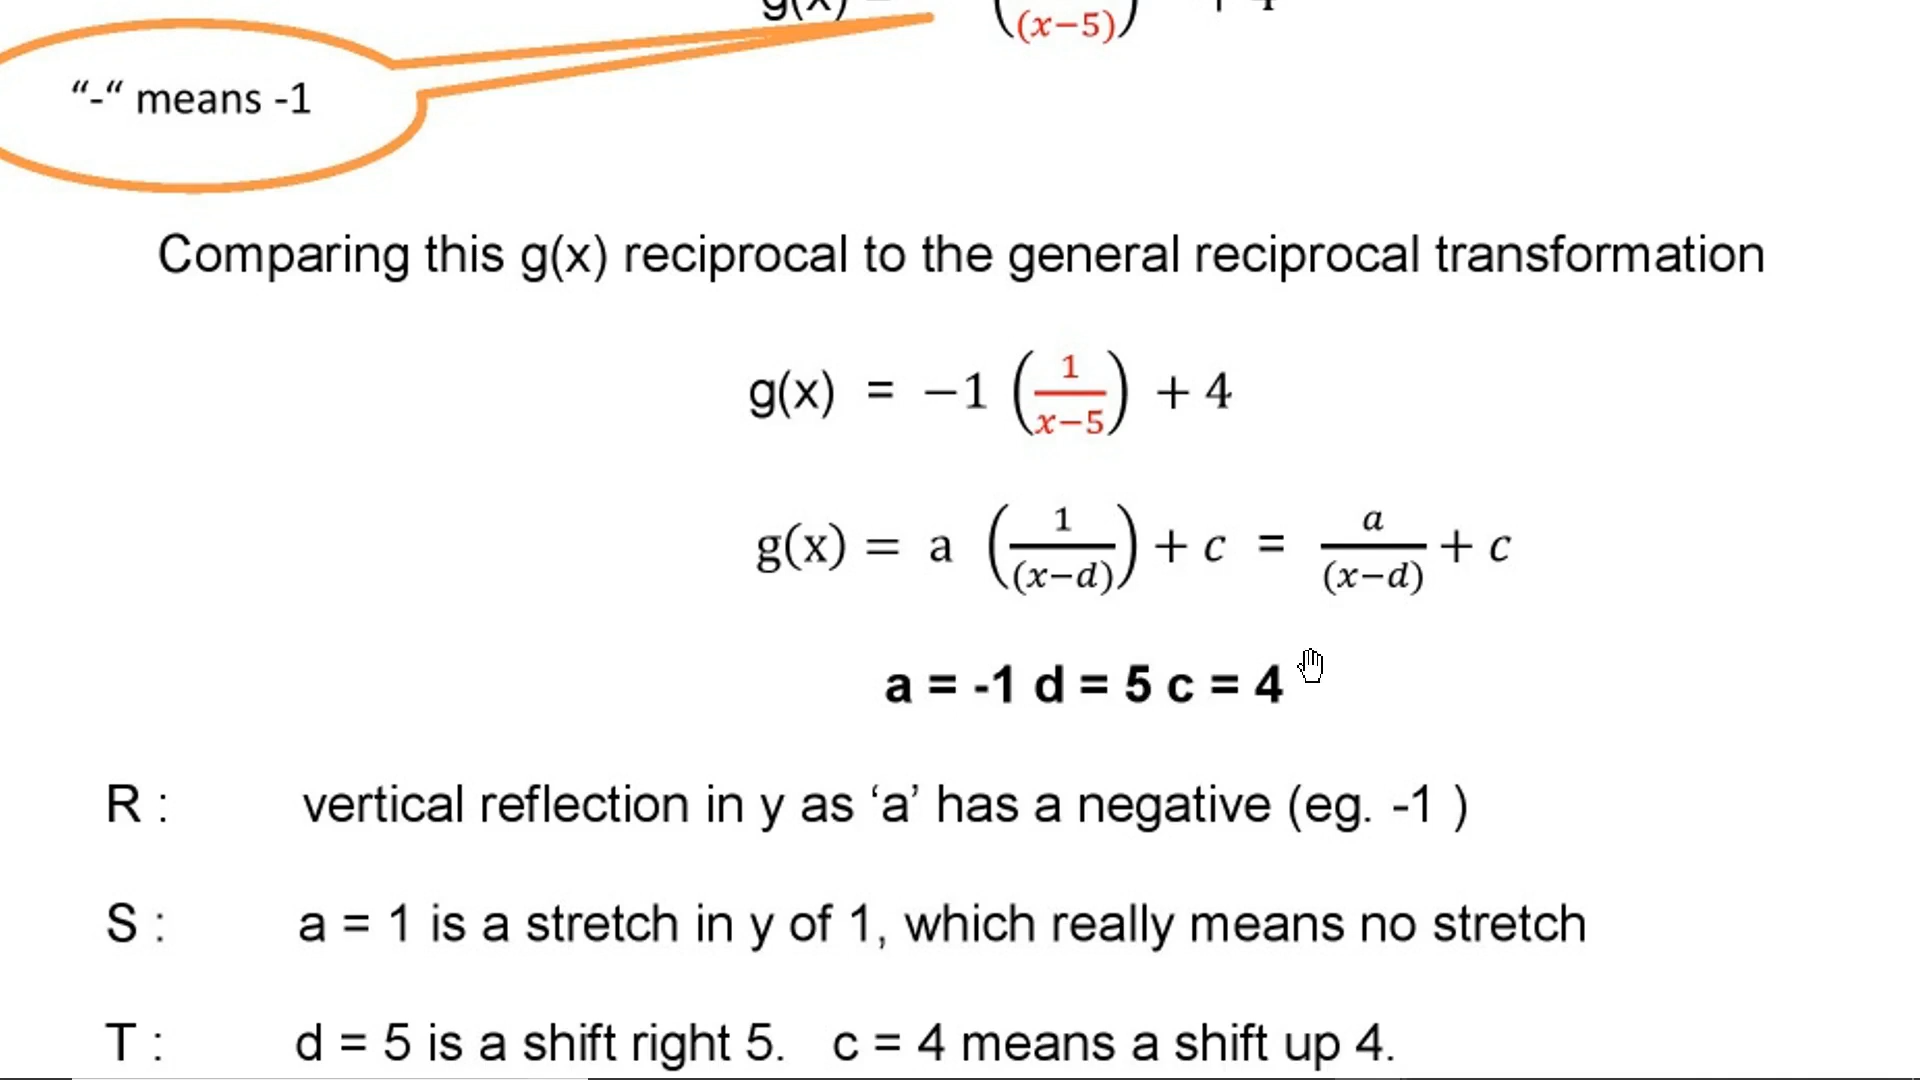 g(x) = (x−5) + 4
“-“ means -1
Comparing this g(x) reciprocal to the general reciprocal transformation
g(x) = −1 (1/(x−5)) + 4
g(x) = a (1/(x−d)) + c = a/(x−d) + c
a = -1 d = 5 c = 4
R : vertical reflection in y as ‘a’ has a negative (eg. -1 )
S : a = 1 is a stretch in y of 1, which really means no stretch
T : d = 5 is a shift right 5. c = 4 means a shift up 4.